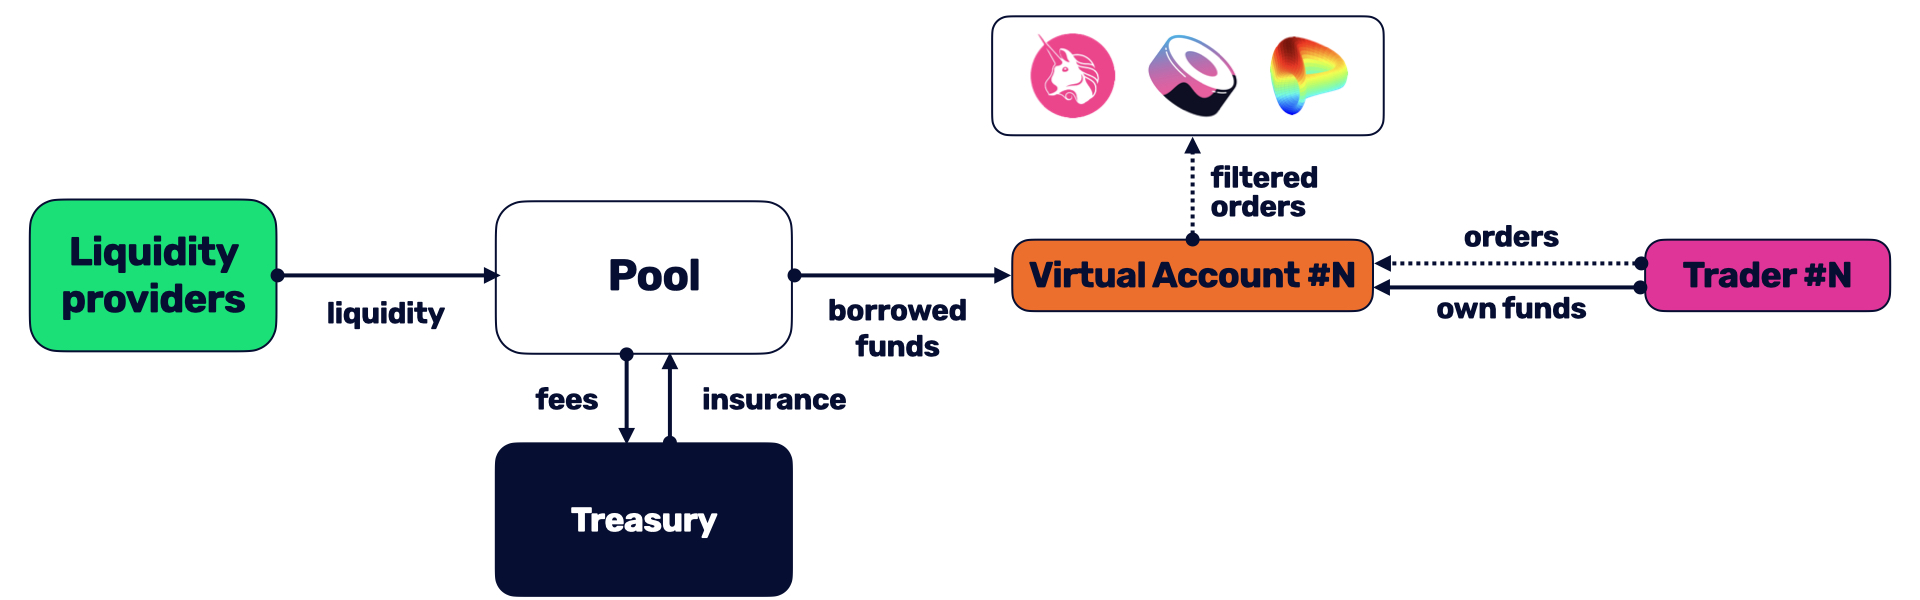 filtered
orders
Liquidity
providers
liquidity
Pool
borrowed
funds
Virtual Account #N
orders
own funds
Trader #N
fees
insurance
Treasury